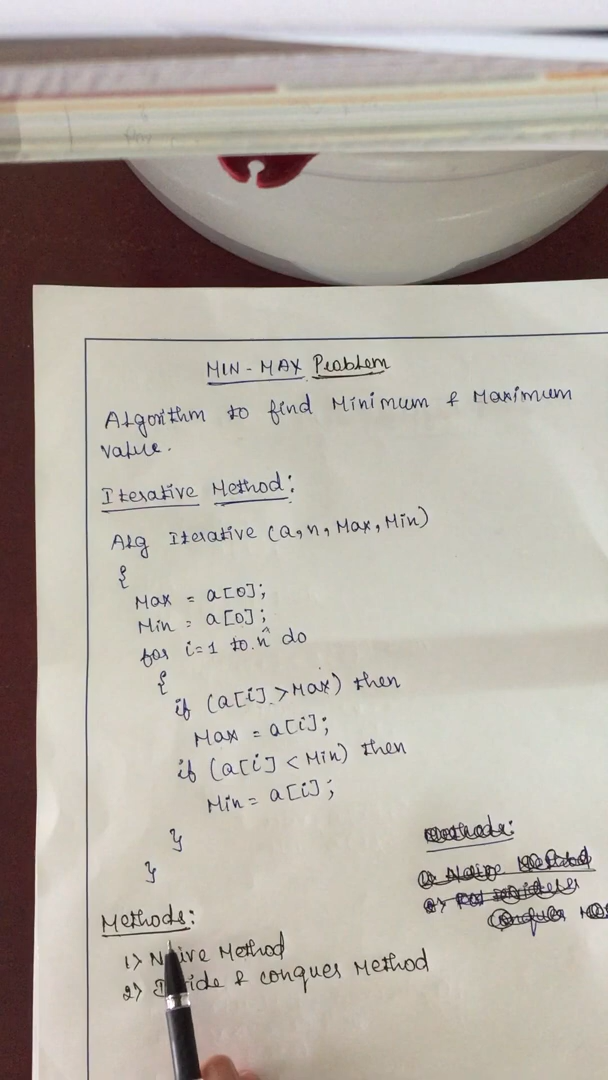 MIN - MAX Problem
Algorithm to find Minimum & Maximum
value.
Iterative Method:
Alg Iterative (a, n, Max, Min)
{
Max = a[0];
Min = a[0];
for i=1 to n do
{
if (a[i] > Max) then
Max = a[i];
if (a[i] < Min) then
Min = a[i];
}
}
Methods:
Methods:
1) Naive Method
2) Divide & conquer Method